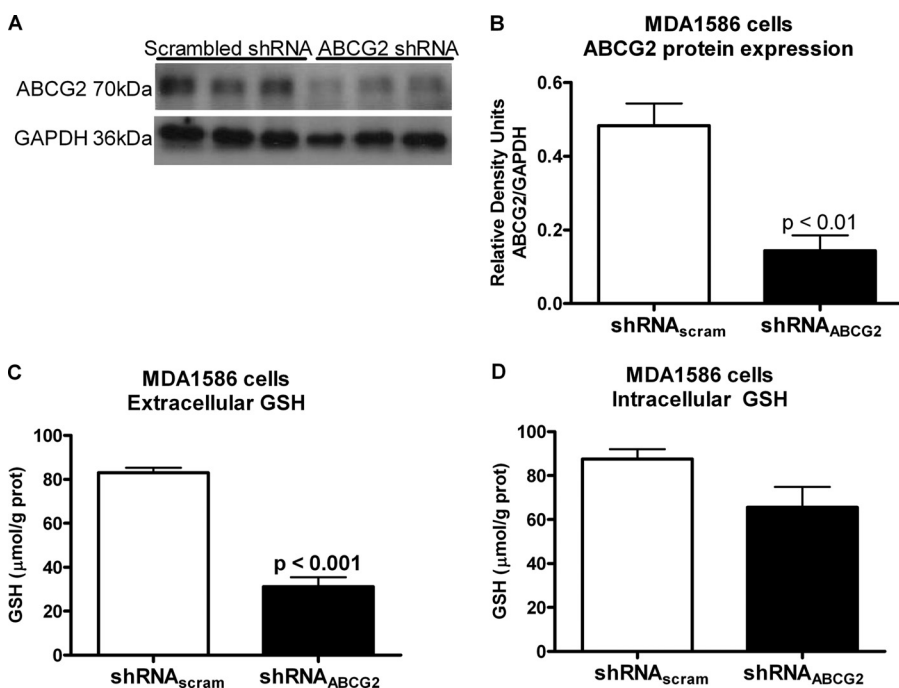 A
Scrambled shRNA ABCG2 shRNA
ABCG2 70kDa
GAPDH 36kDa
B
MDA1586 cells
ABCG2 protein expression
Relative Density Units
ABCG2/GAPDH
0.6
0.4
0.2
0.0
p < 0.01
shRNAscram
shRNAABCG2
C
MDA1586 cells
Extracellular GSH
GSH (µmol/g prot)
100
80
60
40
20
0
p < 0.001
shRNAscram
shRNAABCG2
D
MDA1586 cells
Intracellular GSH
GSH (µmol/g prot)
100
80
60
40
20
0
shRNAscram
shRNAABCG2